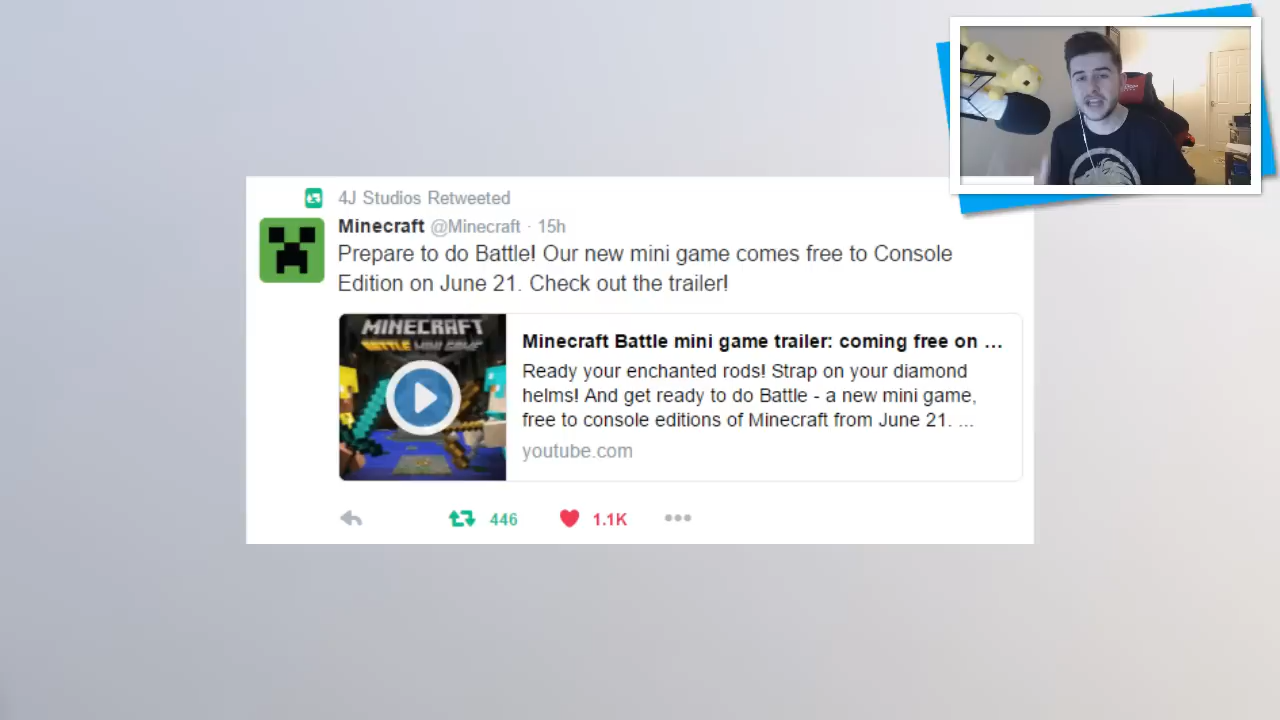 4J Studios Retweeted
Minecraft @Minecraft · 15h
Prepare to do Battle! Our new mini game comes free to Console
Edition on June 21. Check out the trailer!
MINECRAFT
BATTLE
Minecraft Battle mini game trailer: coming free on ...
Ready your enchanted rods! Strap on your diamond
helms! And get ready to do Battle - a new mini game,
free to console editions of Minecraft from June 21. ...
youtube.com
446
1.1K